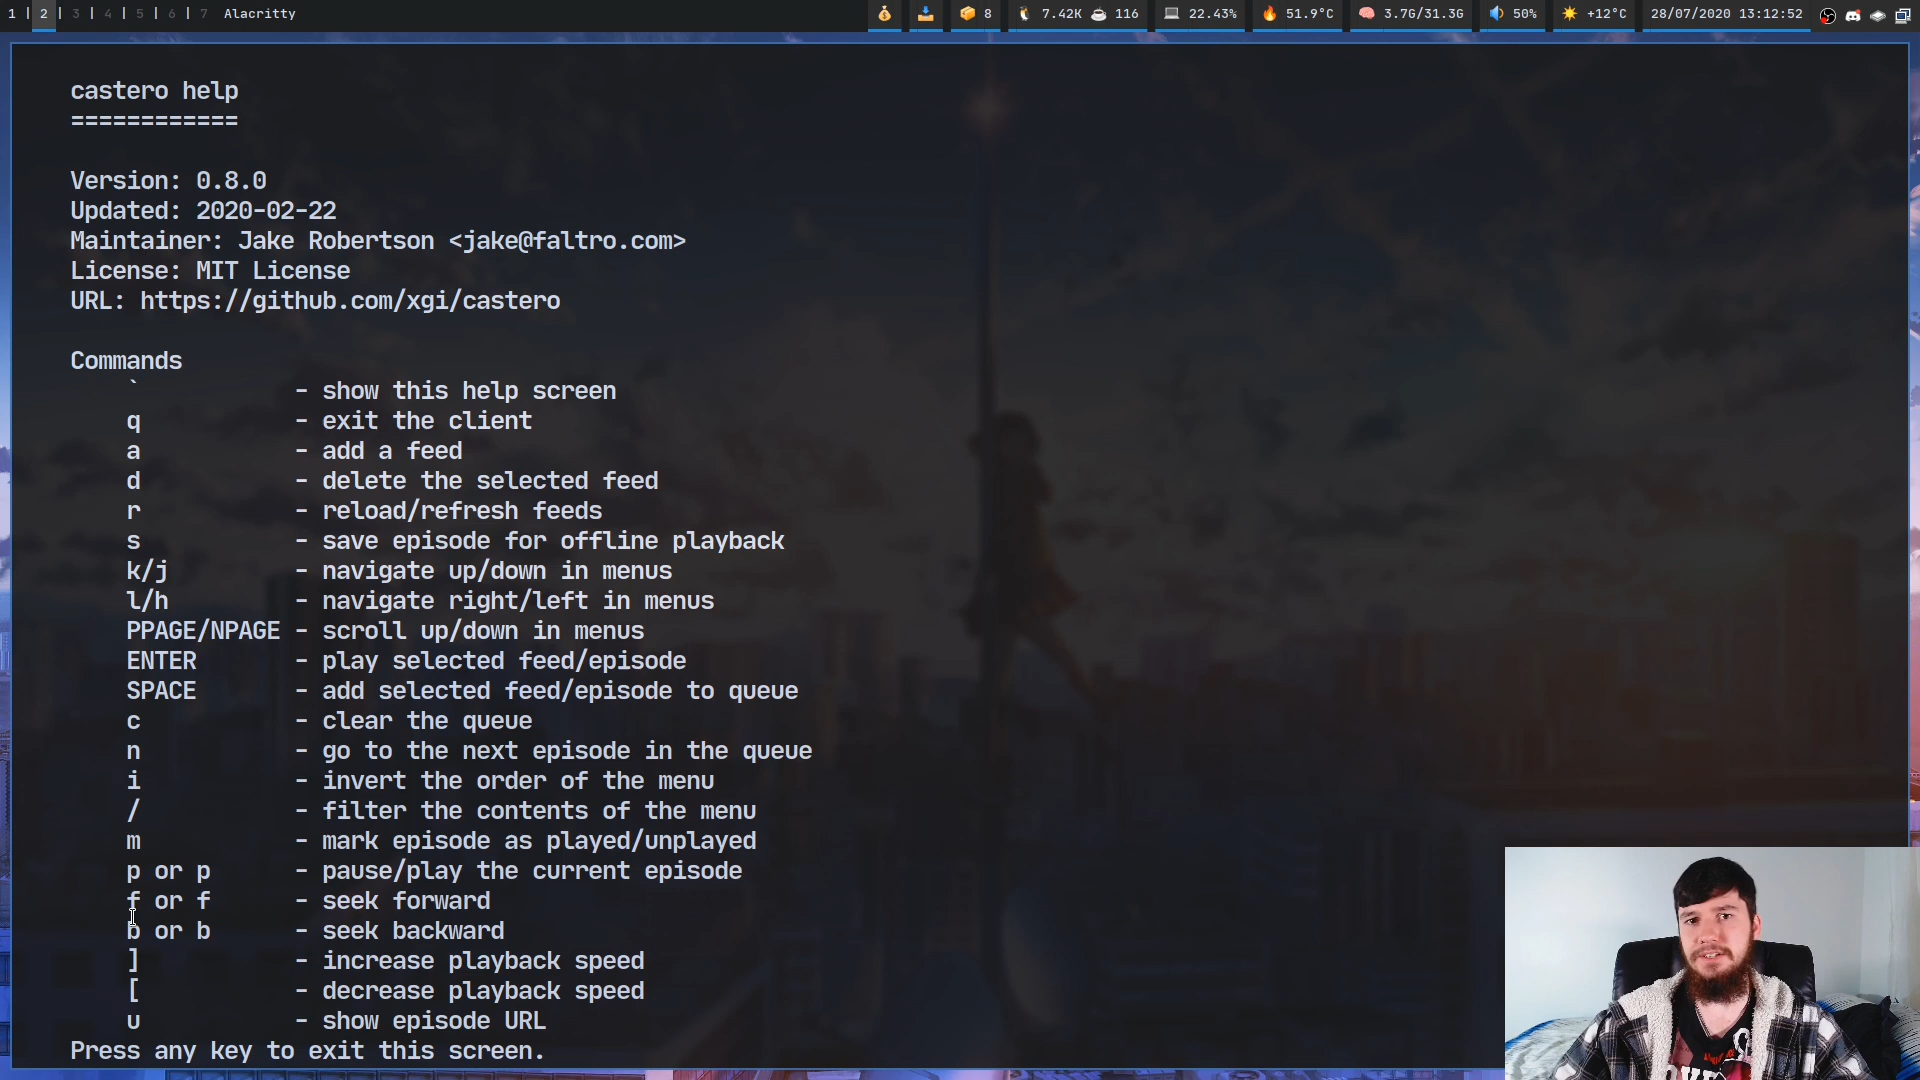 1 | 2 | 3 | 4 | 5 | 6 | 7 Alacritty 8 7.42K 116 22.43% 51.9°C 3.7G/31.3G 50% +12°C 28/07/2020 13:12:52
castero help
============
Version: 0.8.0
Updated: 2020-02-22
Maintainer: Jake Robertson <jake@faltro.com>
License: MIT License
URL: https://github.com/xgi/castero
Commands
` - show this help screen
q - exit the client
a - add a feed
d - delete the selected feed
r - reload/refresh feeds
s - save episode for offline playback
k/j - navigate up/down in menus
l/h - navigate right/left in menus
PPAGE/NPAGE - scroll up/down in menus
ENTER - play selected feed/episode
SPACE - add selected feed/episode to queue
c - clear the queue
n - go to the next episode in the queue
i - invert the order of the menu
/ - filter the contents of the menu
m - mark episode as played/unplayed
p or p - pause/play the current episode
f or f - seek forward
b or b - seek backward
] - increase playback speed
[ - decrease playback speed
u - show episode URL
Press any key to exit this screen.